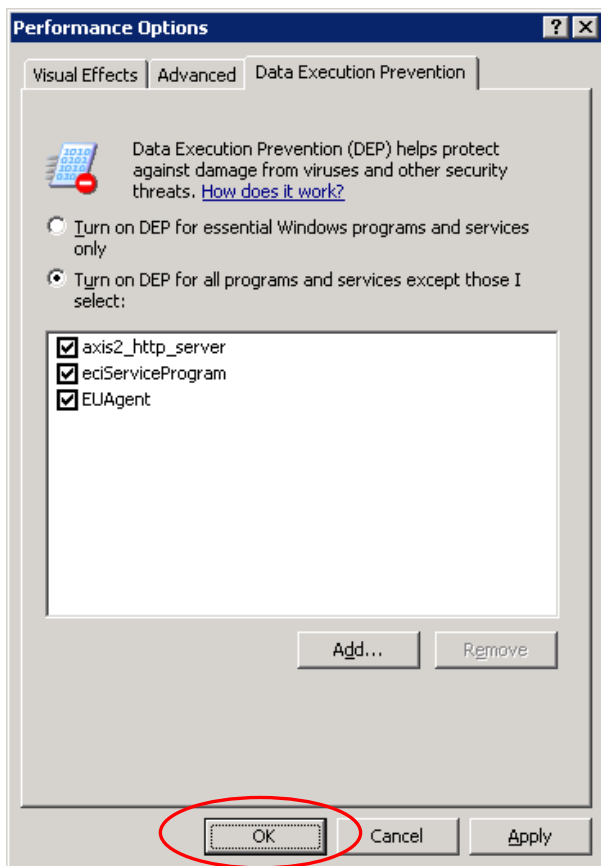 Performance Options
Visual Effects
Advanced
Data Execution Prevention
Data Execution Prevention (DEP) helps protect
against damage from viruses and other security
threats. How does it work?
Turn on DEP for essential Windows programs and services
only
Turn on DEP for all programs and services except those I
select:
axis2_http_server
eciServiceProgram
EUAgent
Add...
Remove
OK
Cancel
Apply